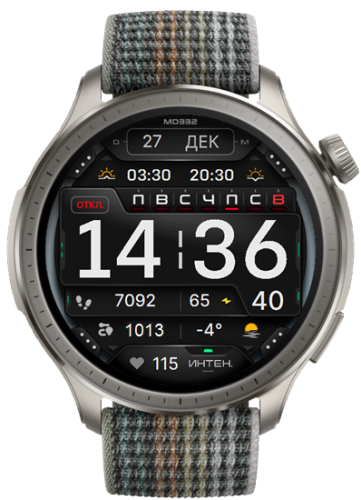 MD332
D 27 ДЕК M
03:30 20:30
ОТКЛ. П В С Ч П С В
14:36
7092 65 40
1013 -4°
115 ИНТЕН.